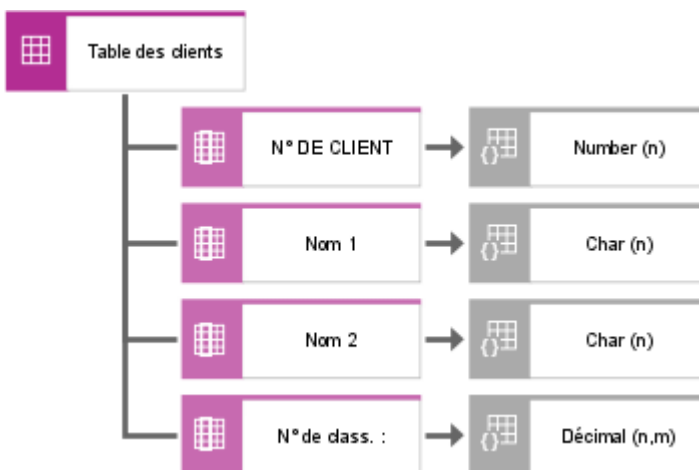 Table des clients
N° DE CLIENT
Number (n)
Nom 1
Char (n)
Nom 2
Char (n)
N° de class. :
Décimal (n,m)